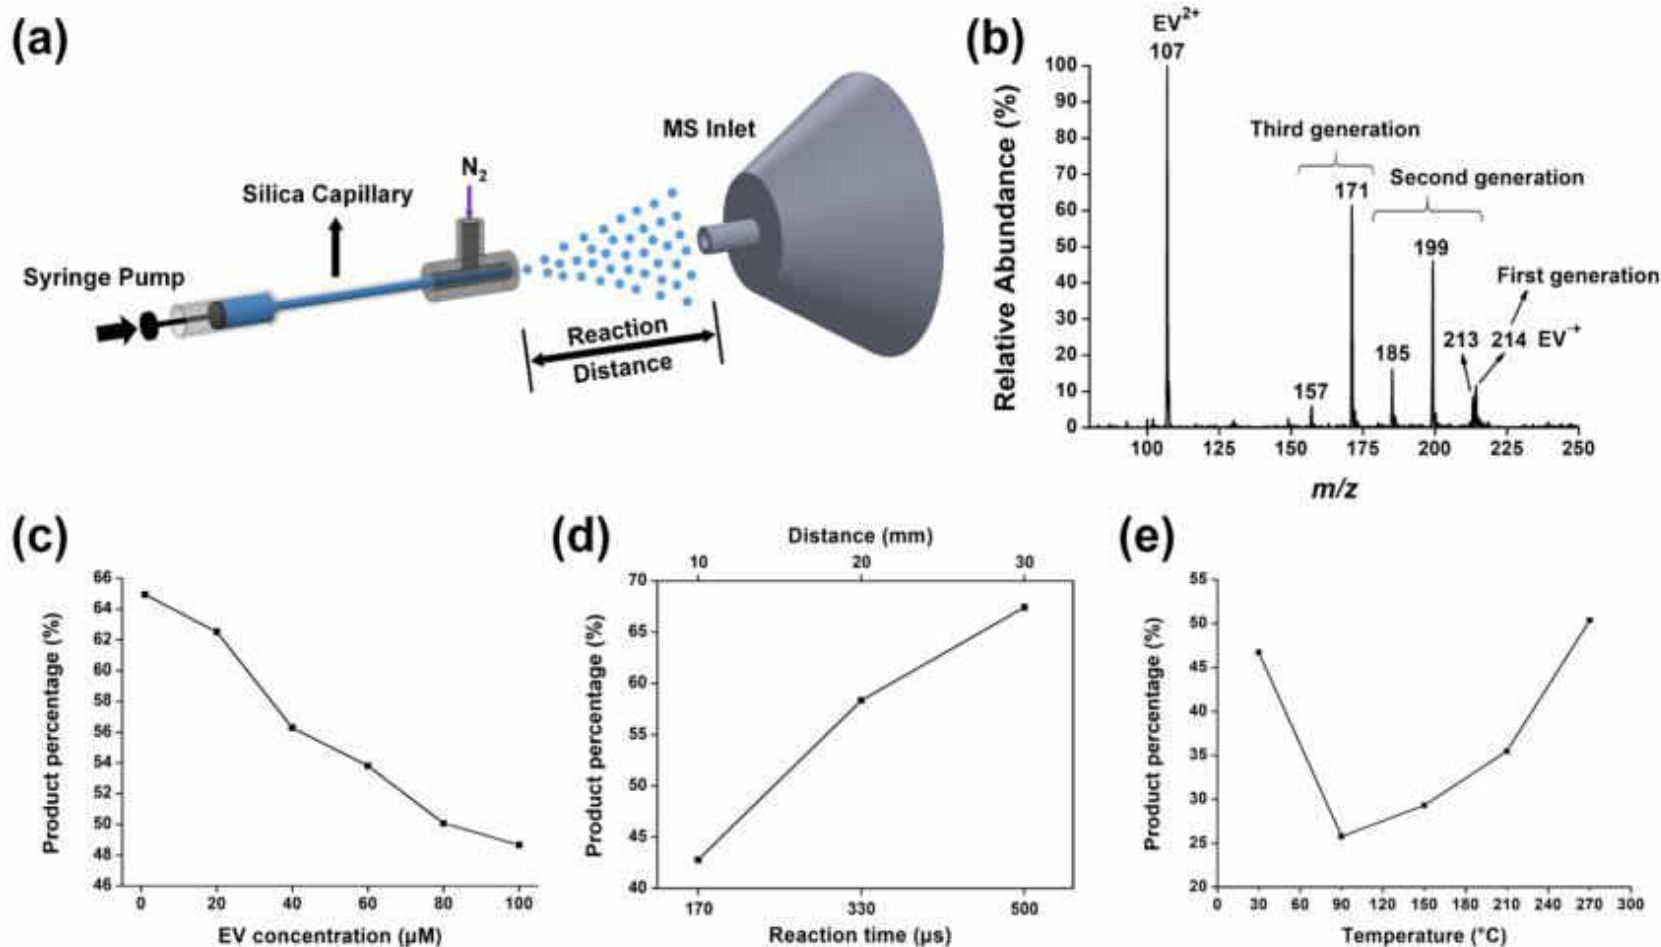 (a)
MS Inlet
N2
Silica Capillary
Syringe Pump
Reaction
Distance
(b)
EV2+
107
Third generation
171
Second generation
199
First generation
213 214 EV·+
185
157
Relative Abundance (%)
100
90
80
70
60
50
40
30
20
10
0
100 125 150 175 200 225 250
m/z
(c)
Product percentage (%)
66
64
62
60
58
56
54
52
50
48
46
0 20 40 60 80 100
EV concentration (µM)
(d)
Distance (mm)
10 20 30
Product percentage (%)
70
65
60
55
50
45
40
170 330 500
Reaction time (µs)
(e)
Product percentage (%)
55
50
45
40
35
30
25
20
0 30 60 90 120 150 180 210 240 270 300
Temperature (°C)